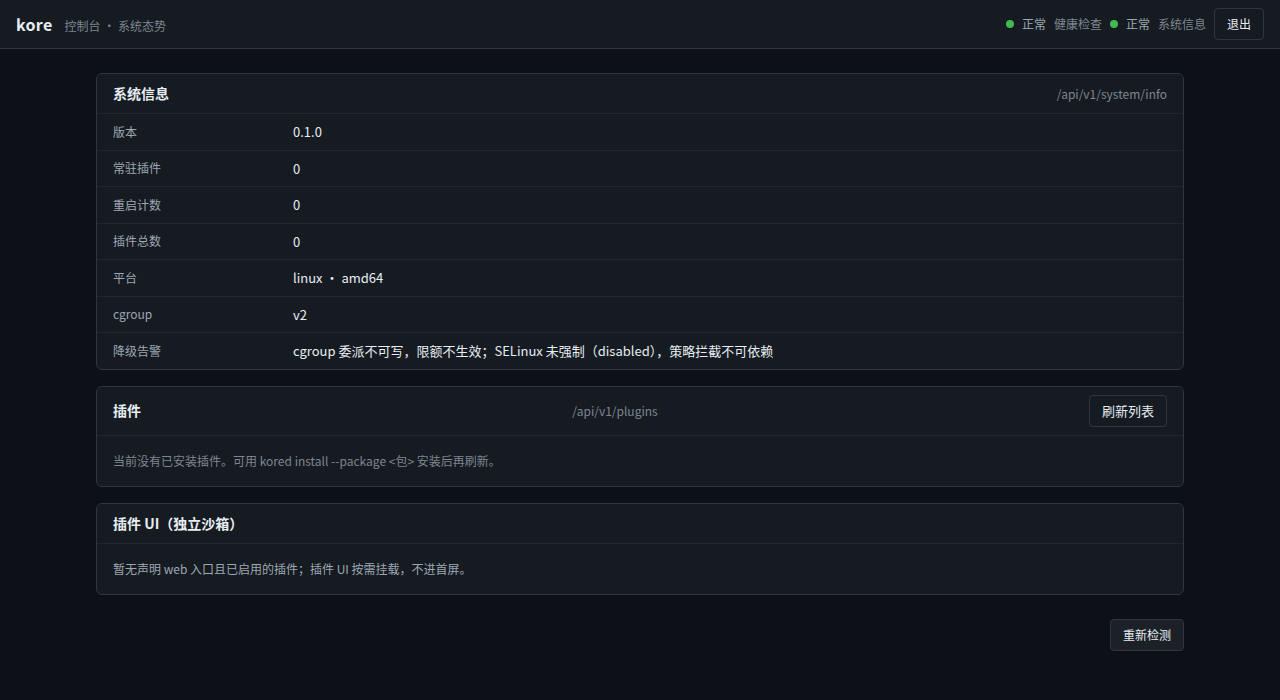 kore 控制台 · 系统态势
正常 健康检查 正常 系统信息 退出
系统信息 /api/v1/system/info
版本 0.1.0
常驻插件 0
重启计数 0
插件总数 0
平台 linux · amd64
cgroup v2
降级告警 cgroup 委派不可写，限额不生效；SELinux 未强制（disabled），策略拦截不可依赖
插件 /api/v1/plugins 刷新列表
当前没有已安装插件。可用 kored install --package <包> 安装后再刷新。
插件 UI（独立沙箱）
暂无声明 web 入口且已启用的插件；插件 UI 按需挂载，不进首屏。
重新检测